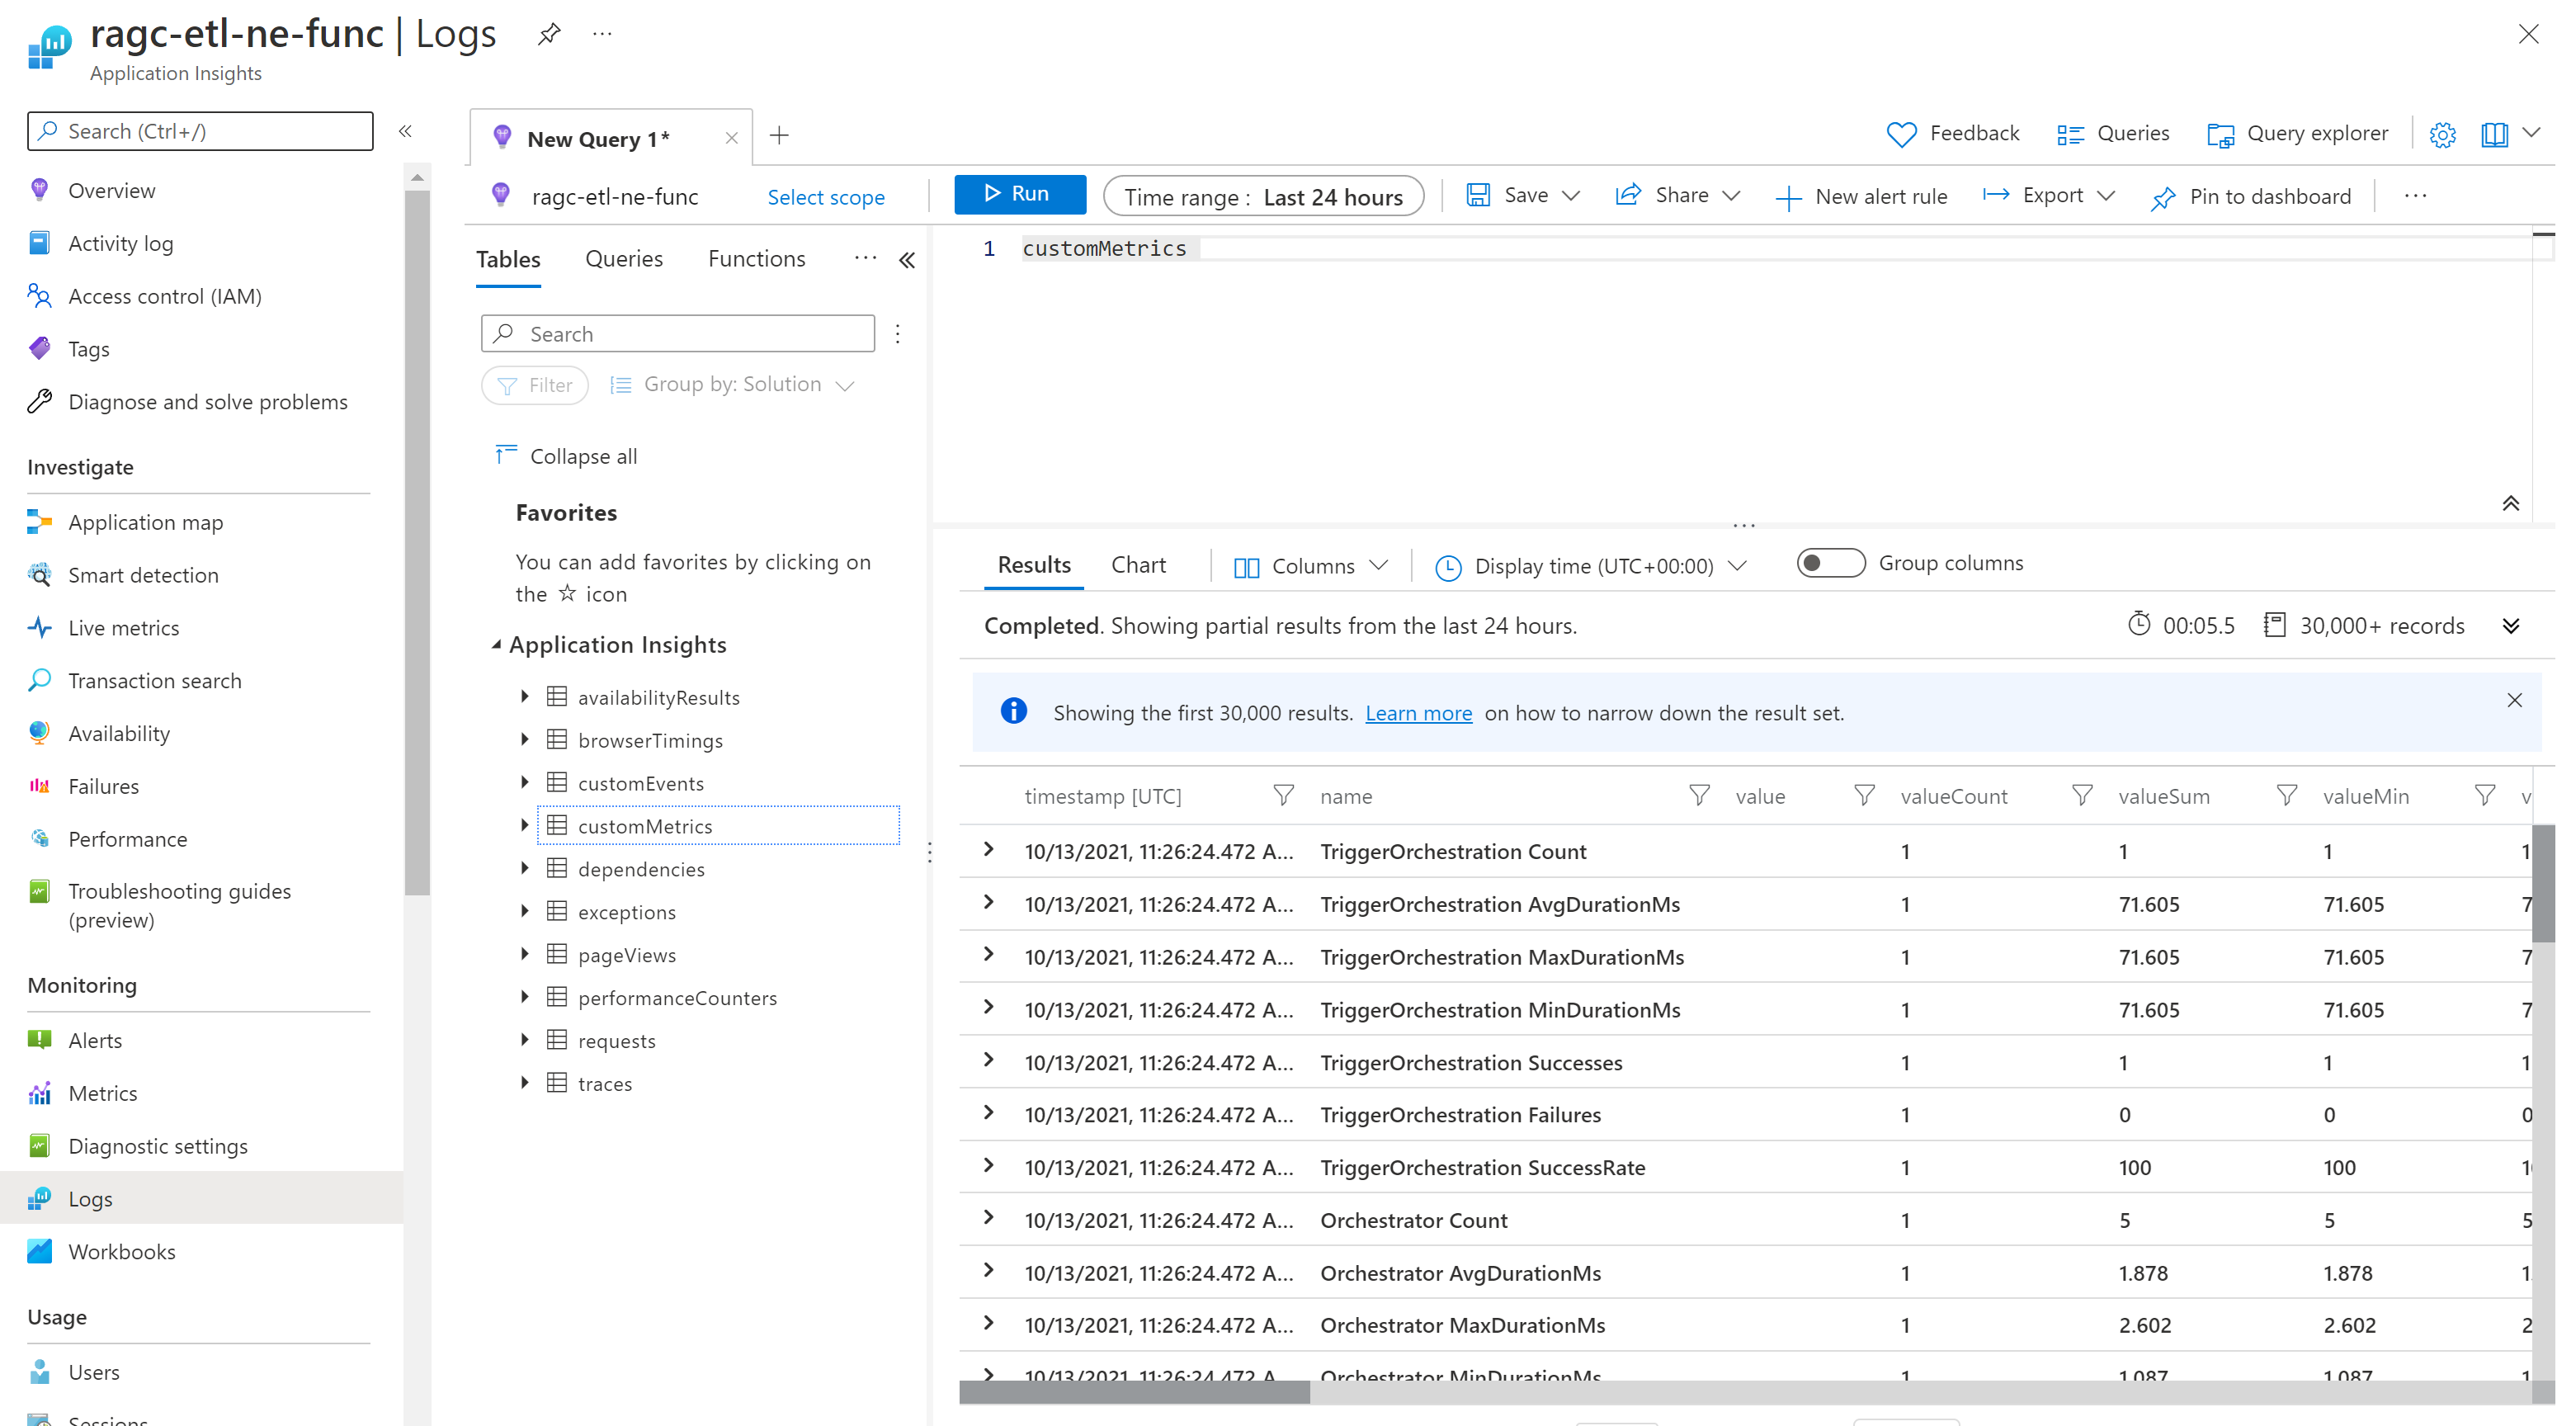 ragc-etl-ne-func | Logs
Application Insights
Search (Ctrl+/)
Overview
Activity log
Access control (IAM)
Tags
Diagnose and solve problems
Investigate
Application map
Smart detection
Live metrics
Transaction search
Availability
Failures
Performance
Troubleshooting guides
(preview)
Monitoring
Alerts
Metrics
Diagnostic settings
Logs
Workbooks
Usage
Users
Sessions
New Query 1*
Feedback
Queries
Query explorer
ragc-etl-ne-func
Select scope
Run
Time range : Last 24 hours
Save
Share
New alert rule
Export
Pin to dashboard
Tables
Queries
Functions
Search
Filter
Group by: Solution
Collapse all
Favorites
You can add favorites by clicking on
the ☆ icon
Application Insights
availabilityResults
browserTimings
customEvents
customMetrics
dependencies
exceptions
pageViews
performanceCounters
requests
traces
1 customMetrics
Results
Chart
Columns
Display time (UTC+00:00)
Group columns
Completed. Showing partial results from the last 24 hours.
00:05.5
30,000+ records
Showing the first 30,000 results. Learn more on how to narrow down the result set.
timestamp [UTC] name value valueCount valueSum valueMin v
10/13/2021, 11:26:24.472 A... TriggerOrchestration Count 1 1 1 1
10/13/2021, 11:26:24.472 A... TriggerOrchestration AvgDurationMs 1 71.605 71.605 7
10/13/2021, 11:26:24.472 A... TriggerOrchestration MaxDurationMs 1 71.605 71.605 7
10/13/2021, 11:26:24.472 A... TriggerOrchestration MinDurationMs 1 71.605 71.605 7
10/13/2021, 11:26:24.472 A... TriggerOrchestration Successes 1 1 1 1
10/13/2021, 11:26:24.472 A... TriggerOrchestration Failures 1 0 0 0
10/13/2021, 11:26:24.472 A... TriggerOrchestration SuccessRate 1 100 100 1
10/13/2021, 11:26:24.472 A... Orchestrator Count 1 5 5 5
10/13/2021, 11:26:24.472 A... Orchestrator AvgDurationMs 1 1.878 1.878 1.
10/13/2021, 11:26:24.472 A... Orchestrator MaxDurationMs 1 2.602 2.602 2
10/13/2021, 11:26:24.472 A... Orchestrator MinDurationMs 1 1.087 1.087 1.